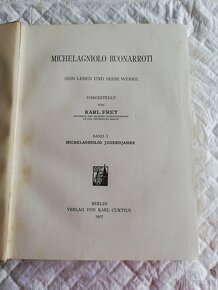 MICHELAGNIOLO BUONARROTI
SEIN LEBEN UND SEINE WERKE
DARGESTELLT
VON
KARL FREY
BAND I
MICHELAGNIOLOS JUGENDJAHRE
BERLIN
VERLAG VON KARL CURTIUS
1907